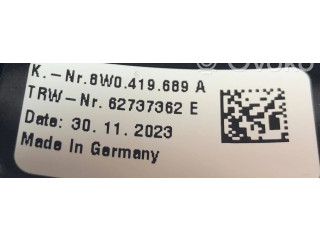 K.-Nr.8W0.419.689 A
TRW-Nr. 62737362 E
Date: 30. 11. 2023
Made In Germany